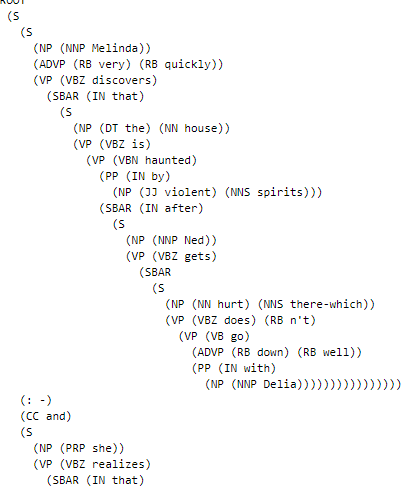 ROOT
(S
(S
(NP (NNP Melinda))
(ADVP (RB very) (RB quickly))
(VP (VBZ discovers)
(SBAR (IN that)
(S
(NP (DT the) (NN house))
(VP (VBZ is)
(VP (VBN haunted)
(PP (IN by)
(NP (JJ violent) (NNS spirits)))
(SBAR (IN after)
(S
(NP (NNP Ned))
(VP (VBZ gets)
(SBAR
(S
(NP (NN hurt) (NNS there-which))
(VP (VBZ does) (RB n't)
(VP (VB go)
(ADVP (RB down) (RB well))
(PP (IN with)
(NP (NNP Delia))))))))))))))))
(: -)
(CC and)
(S
(NP (PRP she))
(VP (VBZ realizes)
(SBAR (IN that)